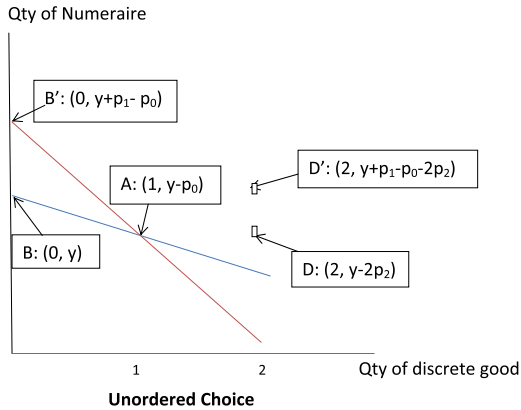 Qty of Numeraire
B′: (0, y+p₁- p₀)
A: (1, y-p₀)
D′: (2, y+p₁-p₀-2p₂)
B: (0, y)
D: (2, y-2p₂)
1 2 Qty of discrete good
Unordered Choice